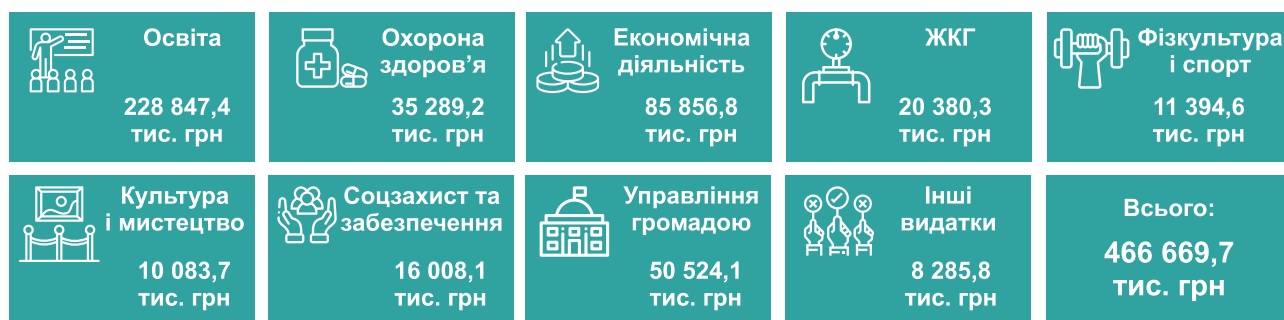 Освіта
228 847,4
тис. грн
Охорона
здоров’я
35 289,2
тис. грн
Економічна
діяльність
85 856,8
тис. грн
ЖКГ
20 380,3
тис. грн
Фізкультура
і спорт
11 394,6
тис. грн
Культура
і мистецтво
10 083,7
тис. грн
Соцзахист та
забезпечення
16 008,1
тис. грн
Управління
громадою
50 524,1
тис. грн
Інші
видатки
8 285,8
тис. грн
Всього:
466 669,7
тис. грн